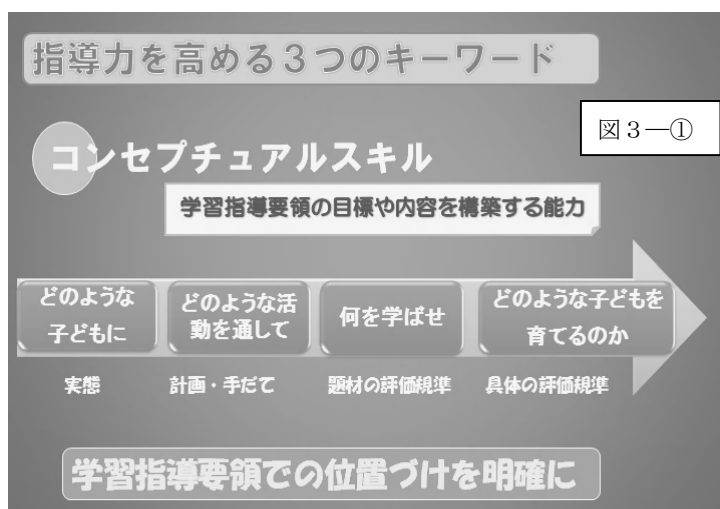 指導力を高める３つのキーワード
図３―①
コンセプチュアルスキル
学習指導要領の目標や内容を構築する能力
どのような
子どもに
どのような活
動を通して
何を学ばせ
どのような子どもを
育てるのか
実態
計画・手だて
題材の評価規準
具体の評価規準
学習指導要領での位置づけを明確に